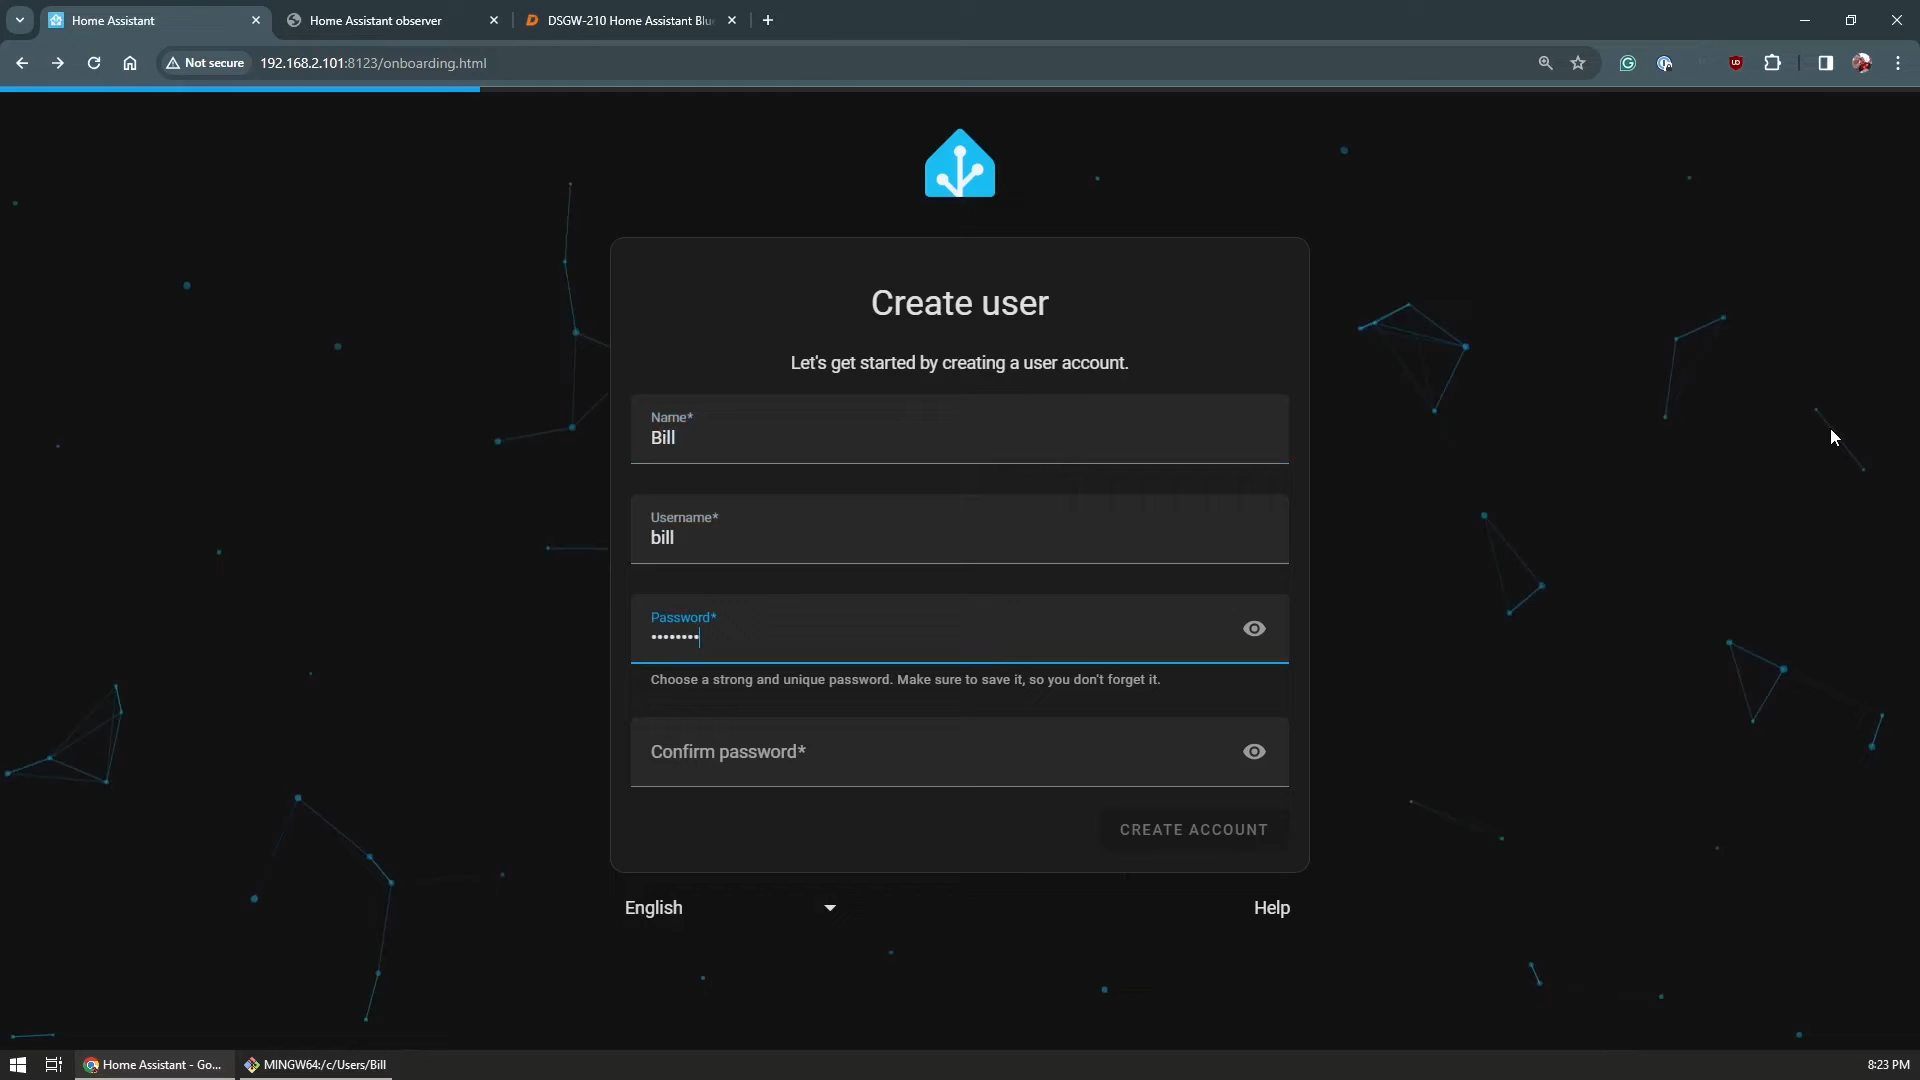 Home Assistant
Home Assistant observer
DSGW-210 Home Assistant Blu
Not secure
192.168.2.101:8123/onboarding.html
Create user
Let's get started by creating a user account.
Name*
Bill
Username*
bill
Password*
••••••••
Choose a strong and unique password. Make sure to save it, so you don't forget it.
Confirm password*
CREATE ACCOUNT
English
Help
Home Assistant - Go...
MINGW64:/c/Users/Bill
8:23 PM